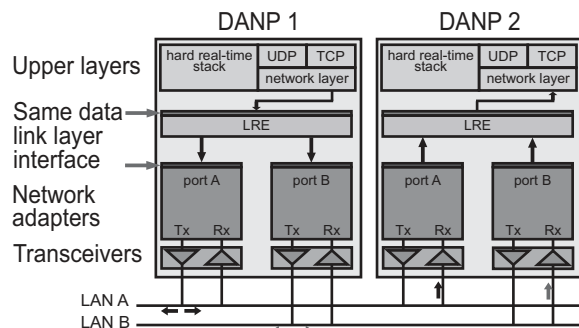 DANP 1
DANP 2
Upper layers
hard real-time
stack
UDP
TCP
network layer
hard real-time
stack
UDP
TCP
network layer
Same data
link layer
interface
LRE
LRE
Network
adapters
port A
port B
port A
port B
Tx
Rx
Tx
Rx
Tx
Rx
Tx
Rx
Transceivers
LAN A
LAN B